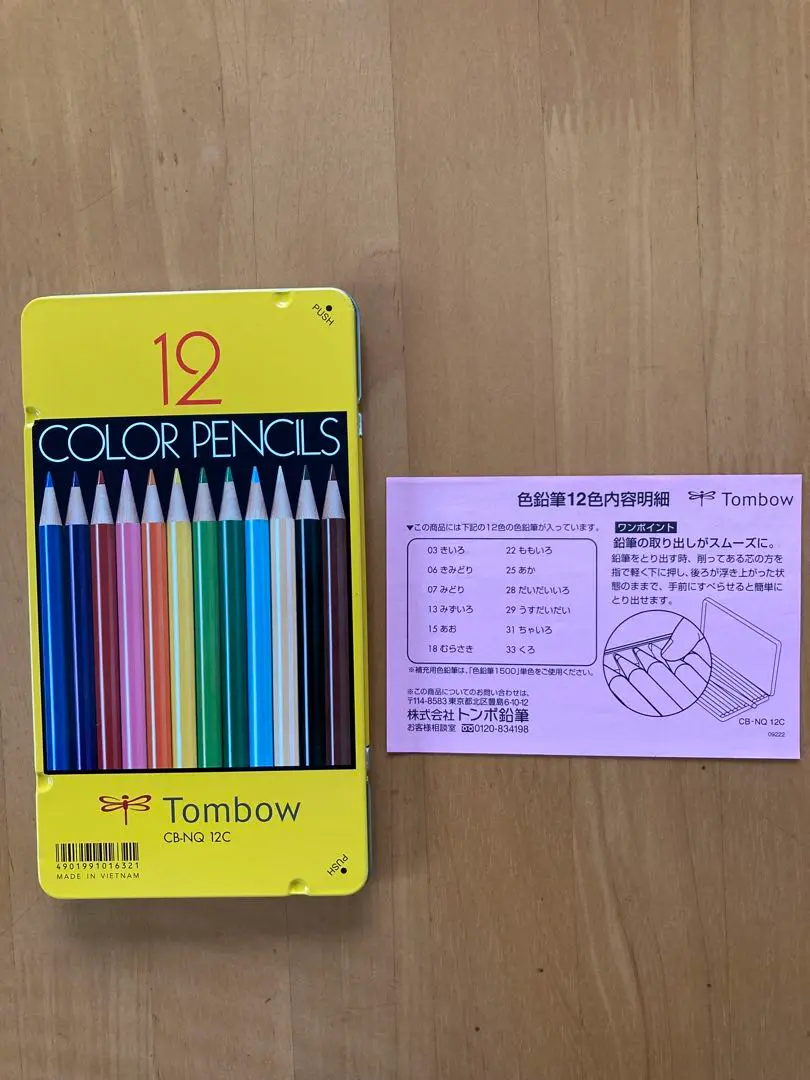 PUSH
12
COLOR PENCILS
Tombow
CB-NQ 12C
4901991016321
MADE IN VIETNAM
PUSH
色鉛筆12色内容明細 Tombow
▼この商品には下記の12色の色鉛筆が入っています。
03 きいろ 22 ももいろ
06 きみどり 25 あか
07 みどり 28 だいだいいろ
13 みずいろ 29 うすだいだい
15 あお 31 ちゃいろ
18 むらさき 33 くろ
※補充用色鉛筆は、「色鉛筆1500」単色をご使用ください。
※この商品についてのお問い合わせは、
〒114-8583 東京都北区豊島6-10-12
株式会社トンボ鉛筆
お客様相談室 0120-834198
ワンポイント
鉛筆の取り出しがスムーズに。
鉛筆をとり出す時、削ってある芯の方を
指で軽く下に押し、後ろが浮き上がった状
態のままで、手前にすべらせると簡単に
とり出せます。
CB-NQ 12C
09222